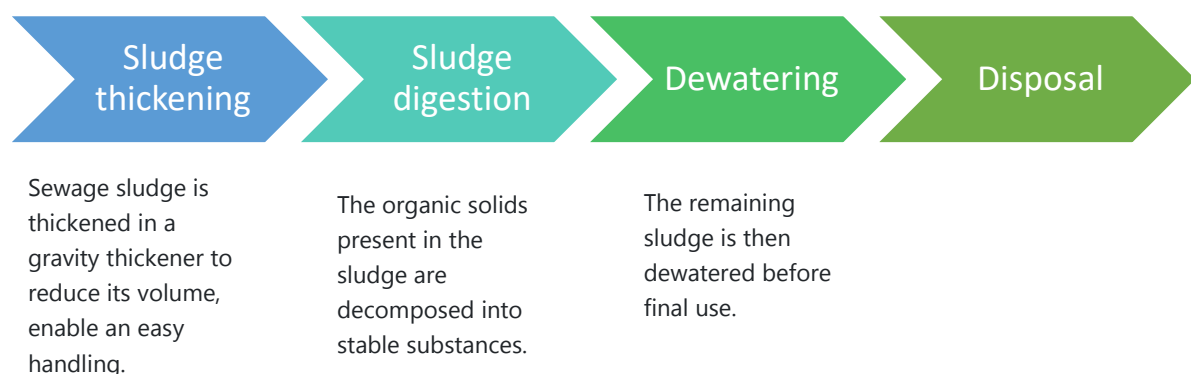 Sludge
thickening
Sludge
digestion
Dewatering
Disposal
Sewage sludge is
thickened in a
gravity thickener to
reduce its volume,
enable an easy
handling.
The organic solids
present in the
sludge are
decomposed into
stable substances.
The remaining
sludge is then
dewatered before
final use.